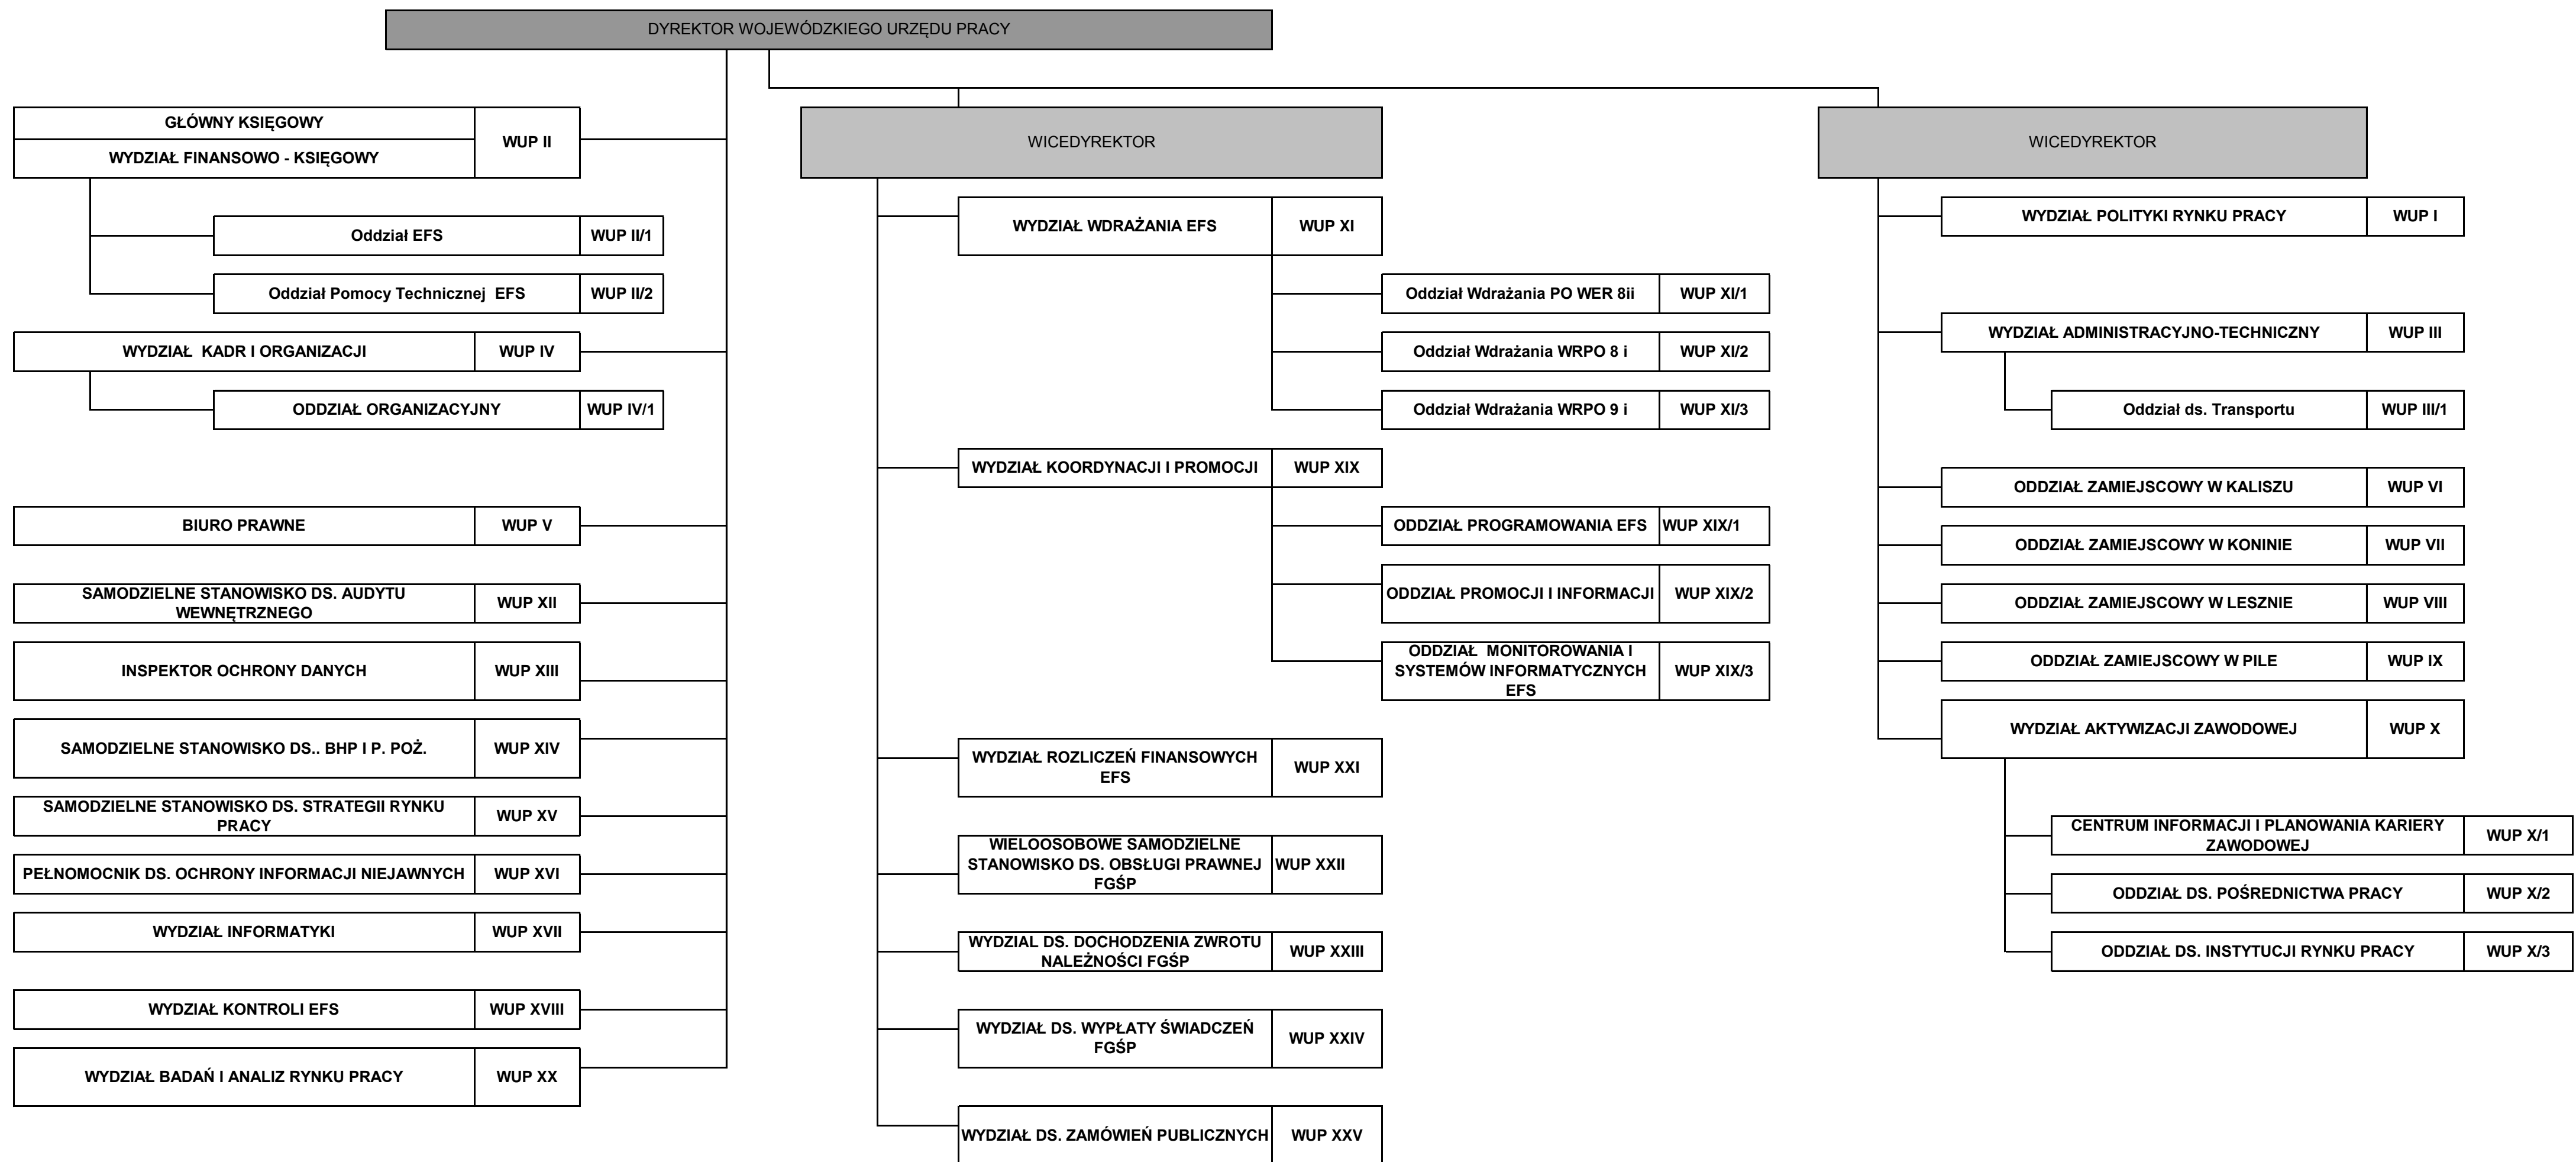 DYREKTOR WOJEWÓDZKIEGO URZĘDU PRACY
GŁÓWNY KSIĘGOWY
WYDZIAŁ FINANSOWO - KSIĘGOWY
WUP II
Oddział EFS
WUP II/1
Oddział Pomocy Technicznej  EFS
WUP II/2
WYDZIAŁ  KADR I ORGANIZACJI
WUP IV
ODDZIAŁ ORGANIZACYJNY
WUP IV/1
BIURO PRAWNE
WUP V
SAMODZIELNE STANOWISKO DS. AUDYTU
WEWNĘTRZNEGO
WUP XII
INSPEKTOR OCHRONY DANYCH
WUP XIII
SAMODZIELNE STANOWISKO DS.. BHP I P. POŻ.
WUP XIV
SAMODZIELNE STANOWISKO DS. STRATEGII RYNKU
PRACY
WUP XV
PEŁNOMOCNIK DS. OCHRONY INFORMACJI NIEJAWNYCH
WUP XVI
WYDZIAŁ INFORMATYKI
WUP XVII
WYDZIAŁ KONTROLI EFS
WUP XVIII
WYDZIAŁ BADAŃ I ANALIZ RYNKU PRACY
WUP XX
WICEDYREKTOR
WYDZIAŁ WDRAŻANIA EFS
WUP XI
Oddział Wdrażania PO WER 8ii
WUP XI/1
Oddział Wdrażania WRPO 8 i
WUP XI/2
Oddział Wdrażania WRPO 9 i
WUP XI/3
WYDZIAŁ KOORDYNACJI I PROMOCJI
WUP XIX
ODDZIAŁ PROGRAMOWANIA EFS
WUP XIX/1
ODDZIAŁ PROMOCJI I INFORMACJI
WUP XIX/2
ODDZIAŁ  MONITOROWANIA I
SYSTEMÓW INFORMATYCZNYCH
EFS
WUP XIX/3
WYDZIAŁ ROZLICZEŃ FINANSOWYCH
EFS
WUP XXI
WIELOOSOBOWE SAMODZIELNE
STANOWISKO DS. OBSŁUGI PRAWNEJ
FGŚP
WUP XXII
WYDZIAL DS. DOCHODZENIA ZWROTU
NALEŻNOŚCI FGŚP
WUP XXIII
WYDZIAŁ DS. WYPŁATY ŚWIADCZEŃ
FGŚP
WUP XXIV
WYDZIAŁ DS. ZAMÓWIEŃ PUBLICZNYCH
WUP XXV
WICEDYREKTOR
WYDZIAŁ POLITYKI RYNKU PRACY
WUP I
WYDZIAŁ ADMINISTRACYJNO-TECHNICZNY
WUP III
Oddział ds. Transportu
WUP III/1
ODDZIAŁ ZAMIEJSCOWY W KALISZU
WUP VI
ODDZIAŁ ZAMIEJSCOWY W KONINIE
WUP VII
ODDZIAŁ ZAMIEJSCOWY W LESZNIE
WUP VIII
ODDZIAŁ ZAMIEJSCOWY W PILE
WUP IX
WYDZIAŁ AKTYWIZACJI ZAWODOWEJ
WUP X
CENTRUM INFORMACJI I PLANOWANIA KARIERY
ZAWODOWEJ
WUP X/1
ODDZIAŁ DS. POŚREDNICTWA PRACY
WUP X/2
ODDZIAŁ DS. INSTYTUCJI RYNKU PRACY
WUP X/3